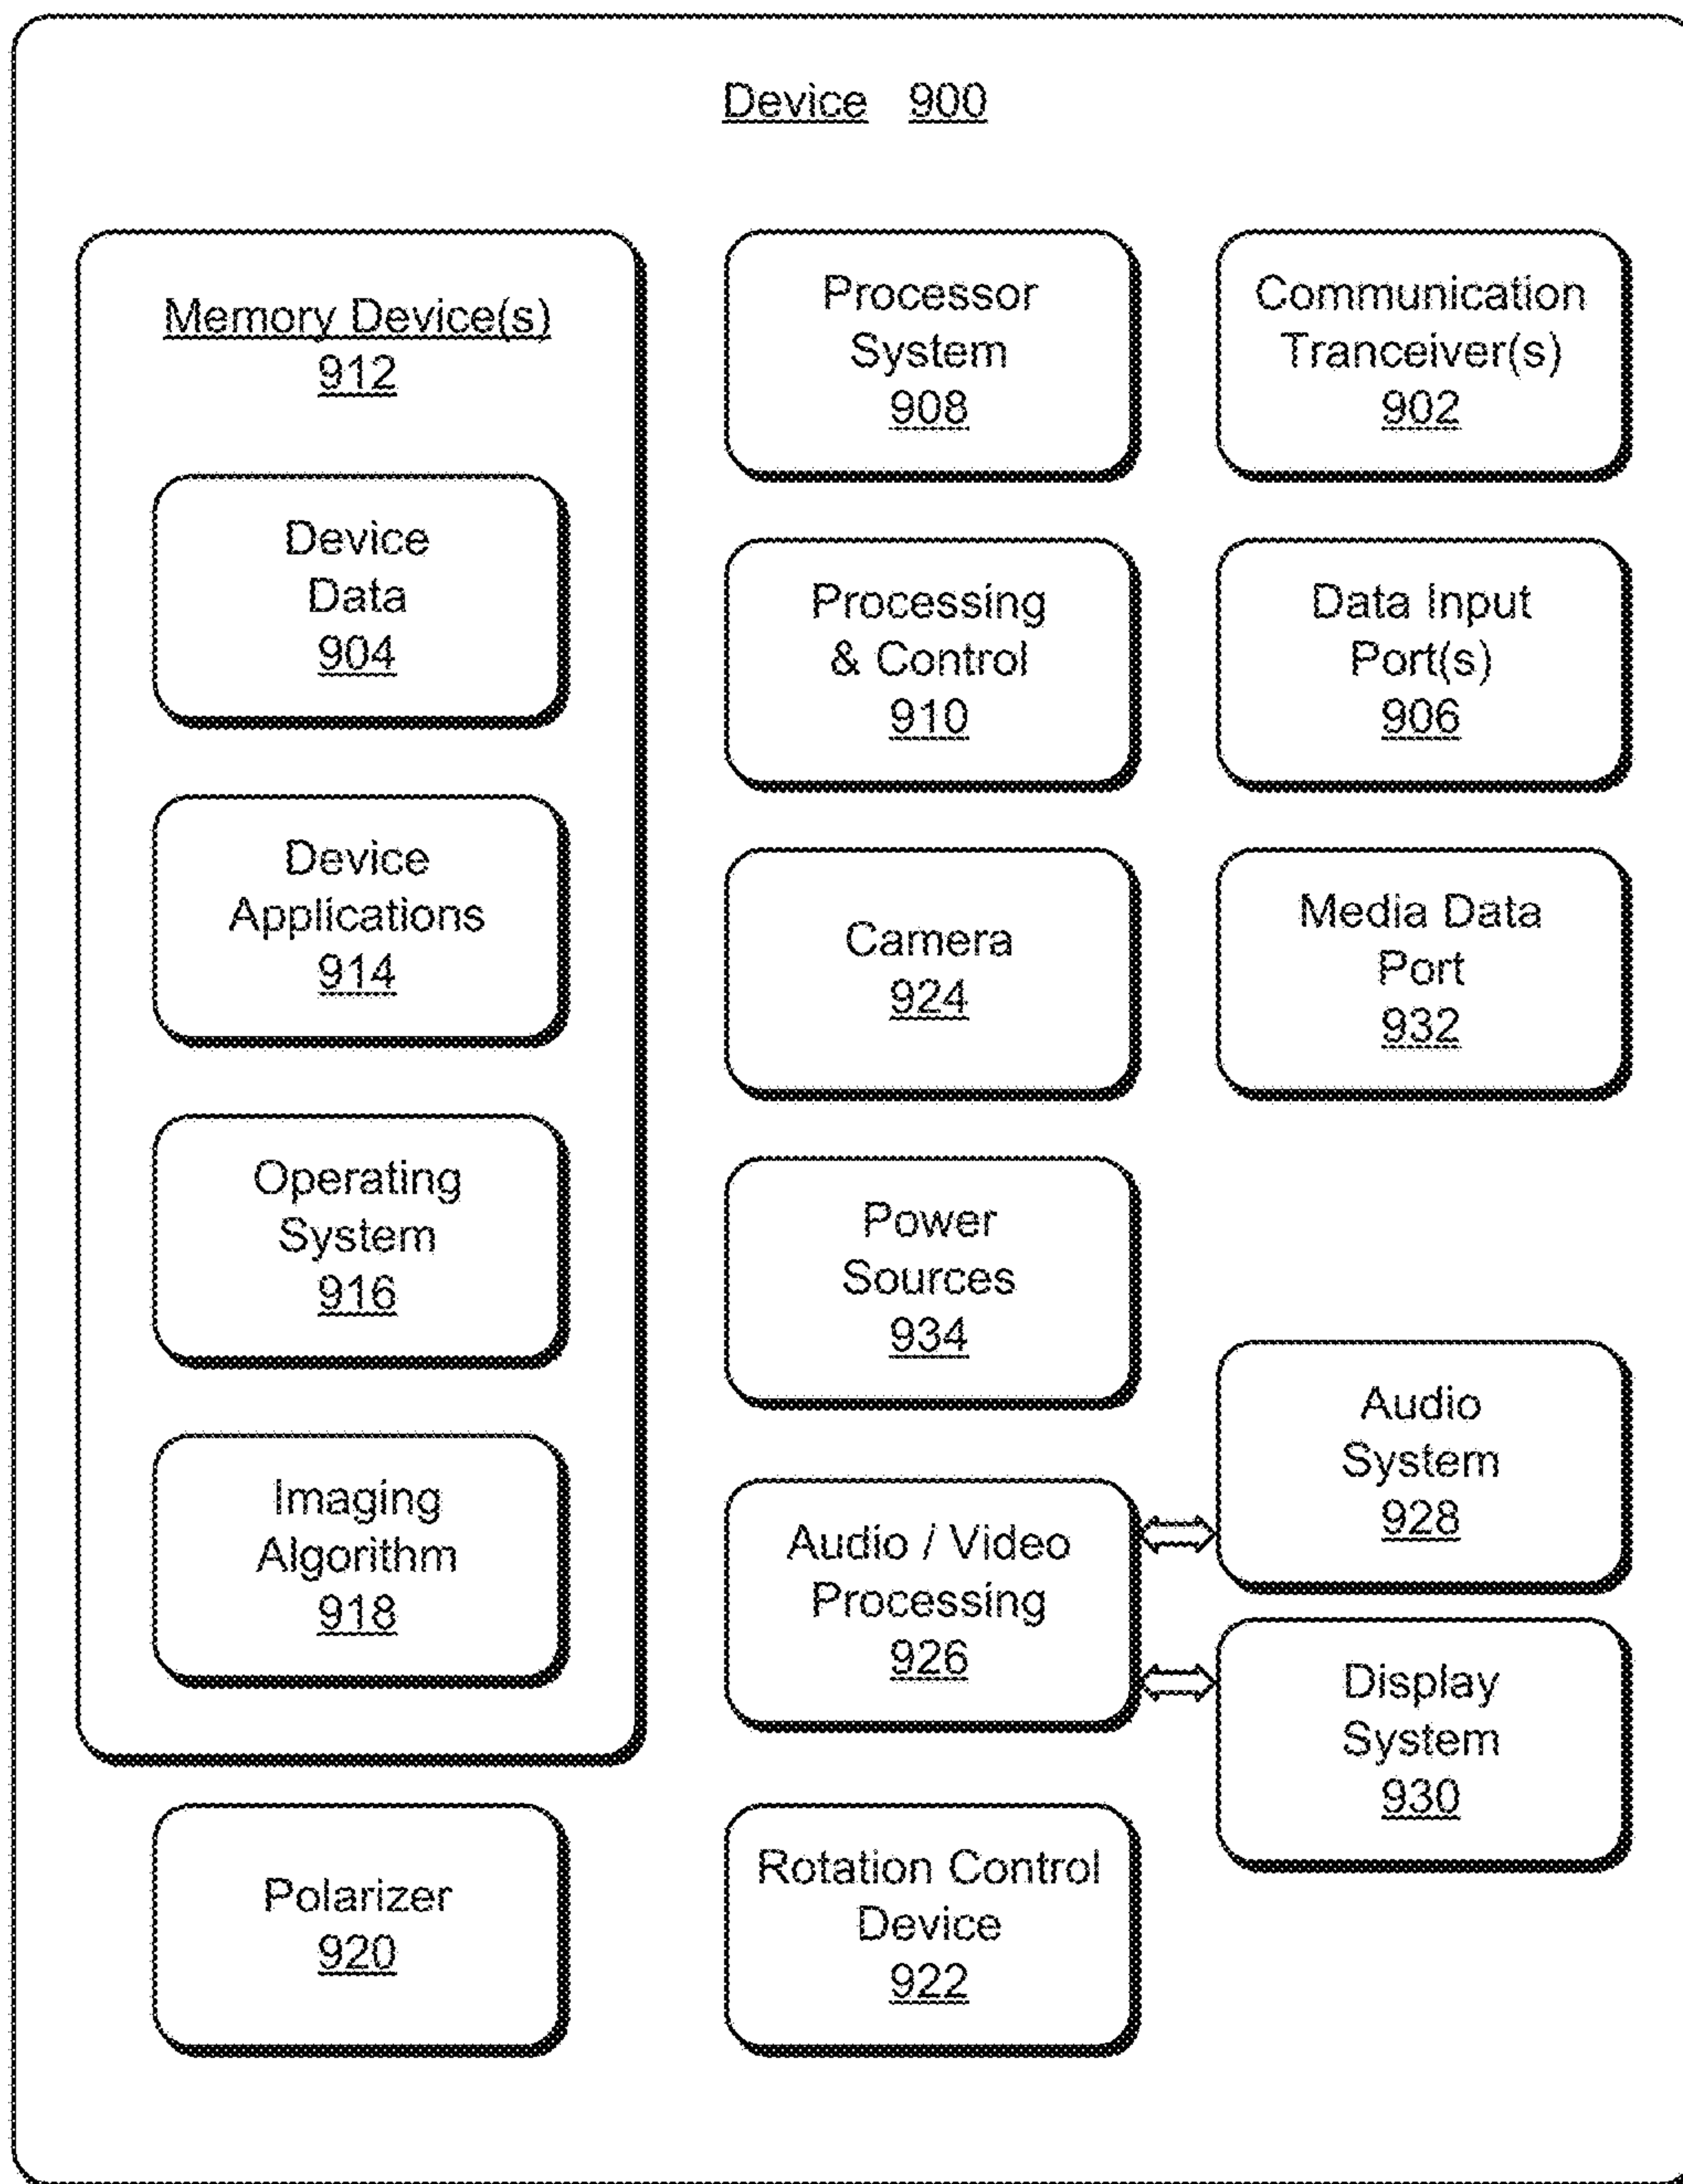 Device 900
Memory Device(s)
912
Device
Data
904
Device
Applications
914
Operating
System
916
Imaging
Algorithm
918
Polarizer
920
Processor
System
908
Processing
& Control
910
Camera
924
Power
Sources
934
Audio / Video
Processing
926
Rotation Control
Device
922
Communication
Tranceiver(s)
902
Data Input
Port(s)
906
Media Data
Port
932
Audio
System
928
Display
System
930